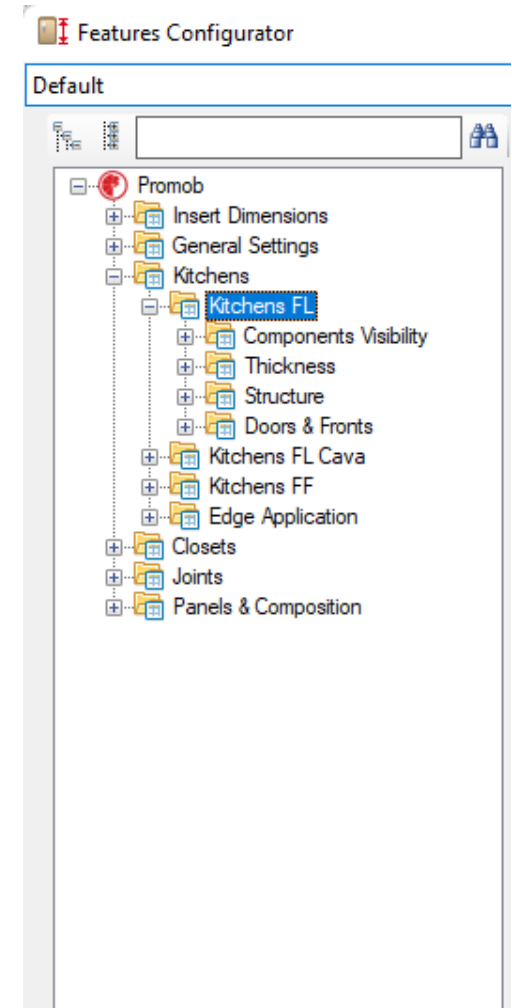 Features Configurator
Default
Promob
Insert Dimensions
General Settings
Kitchens
Kitchens FL
Components Visibility
Thickness
Structure
Doors & Fronts
Kitchens FL Cava
Kitchens FF
Edge Application
Closets
Joints
Panels & Composition